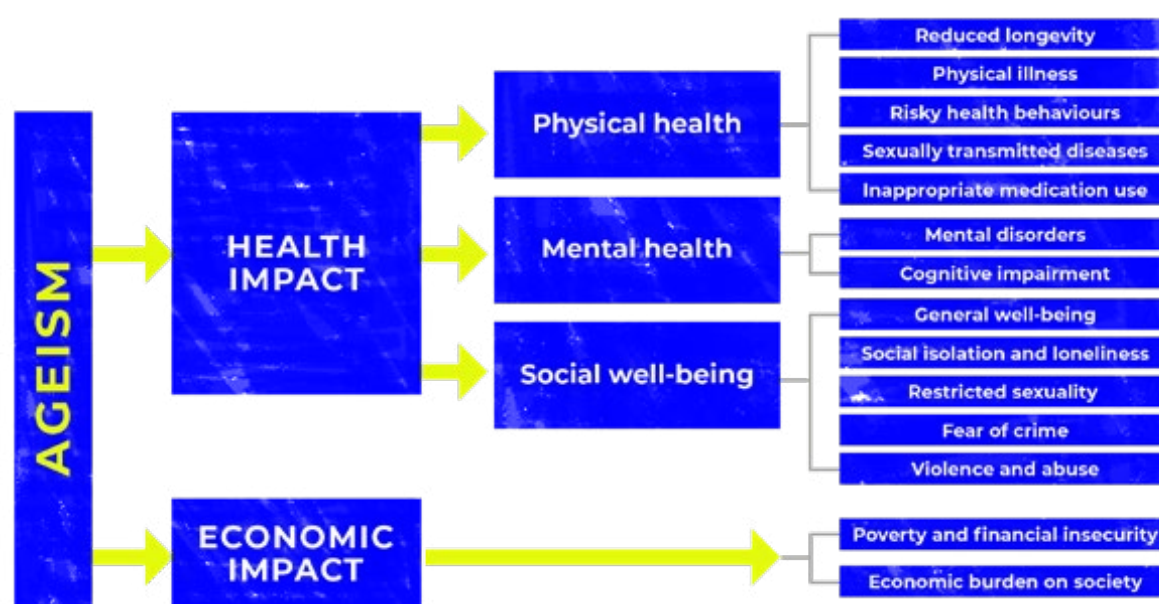 AGEISM
HEALTH
IMPACT
Physical health
Reduced longevity
Physical illness
Risky health behaviours
Sexually transmitted diseases
Inappropriate medication use
Mental health
Mental disorders
Cognitive impairment
Social well-being
General well-being
Social isolation and loneliness
Restricted sexuality
Fear of crime
Violence and abuse
ECONOMIC
IMPACT
Poverty and financial insecurity
Economic burden on society